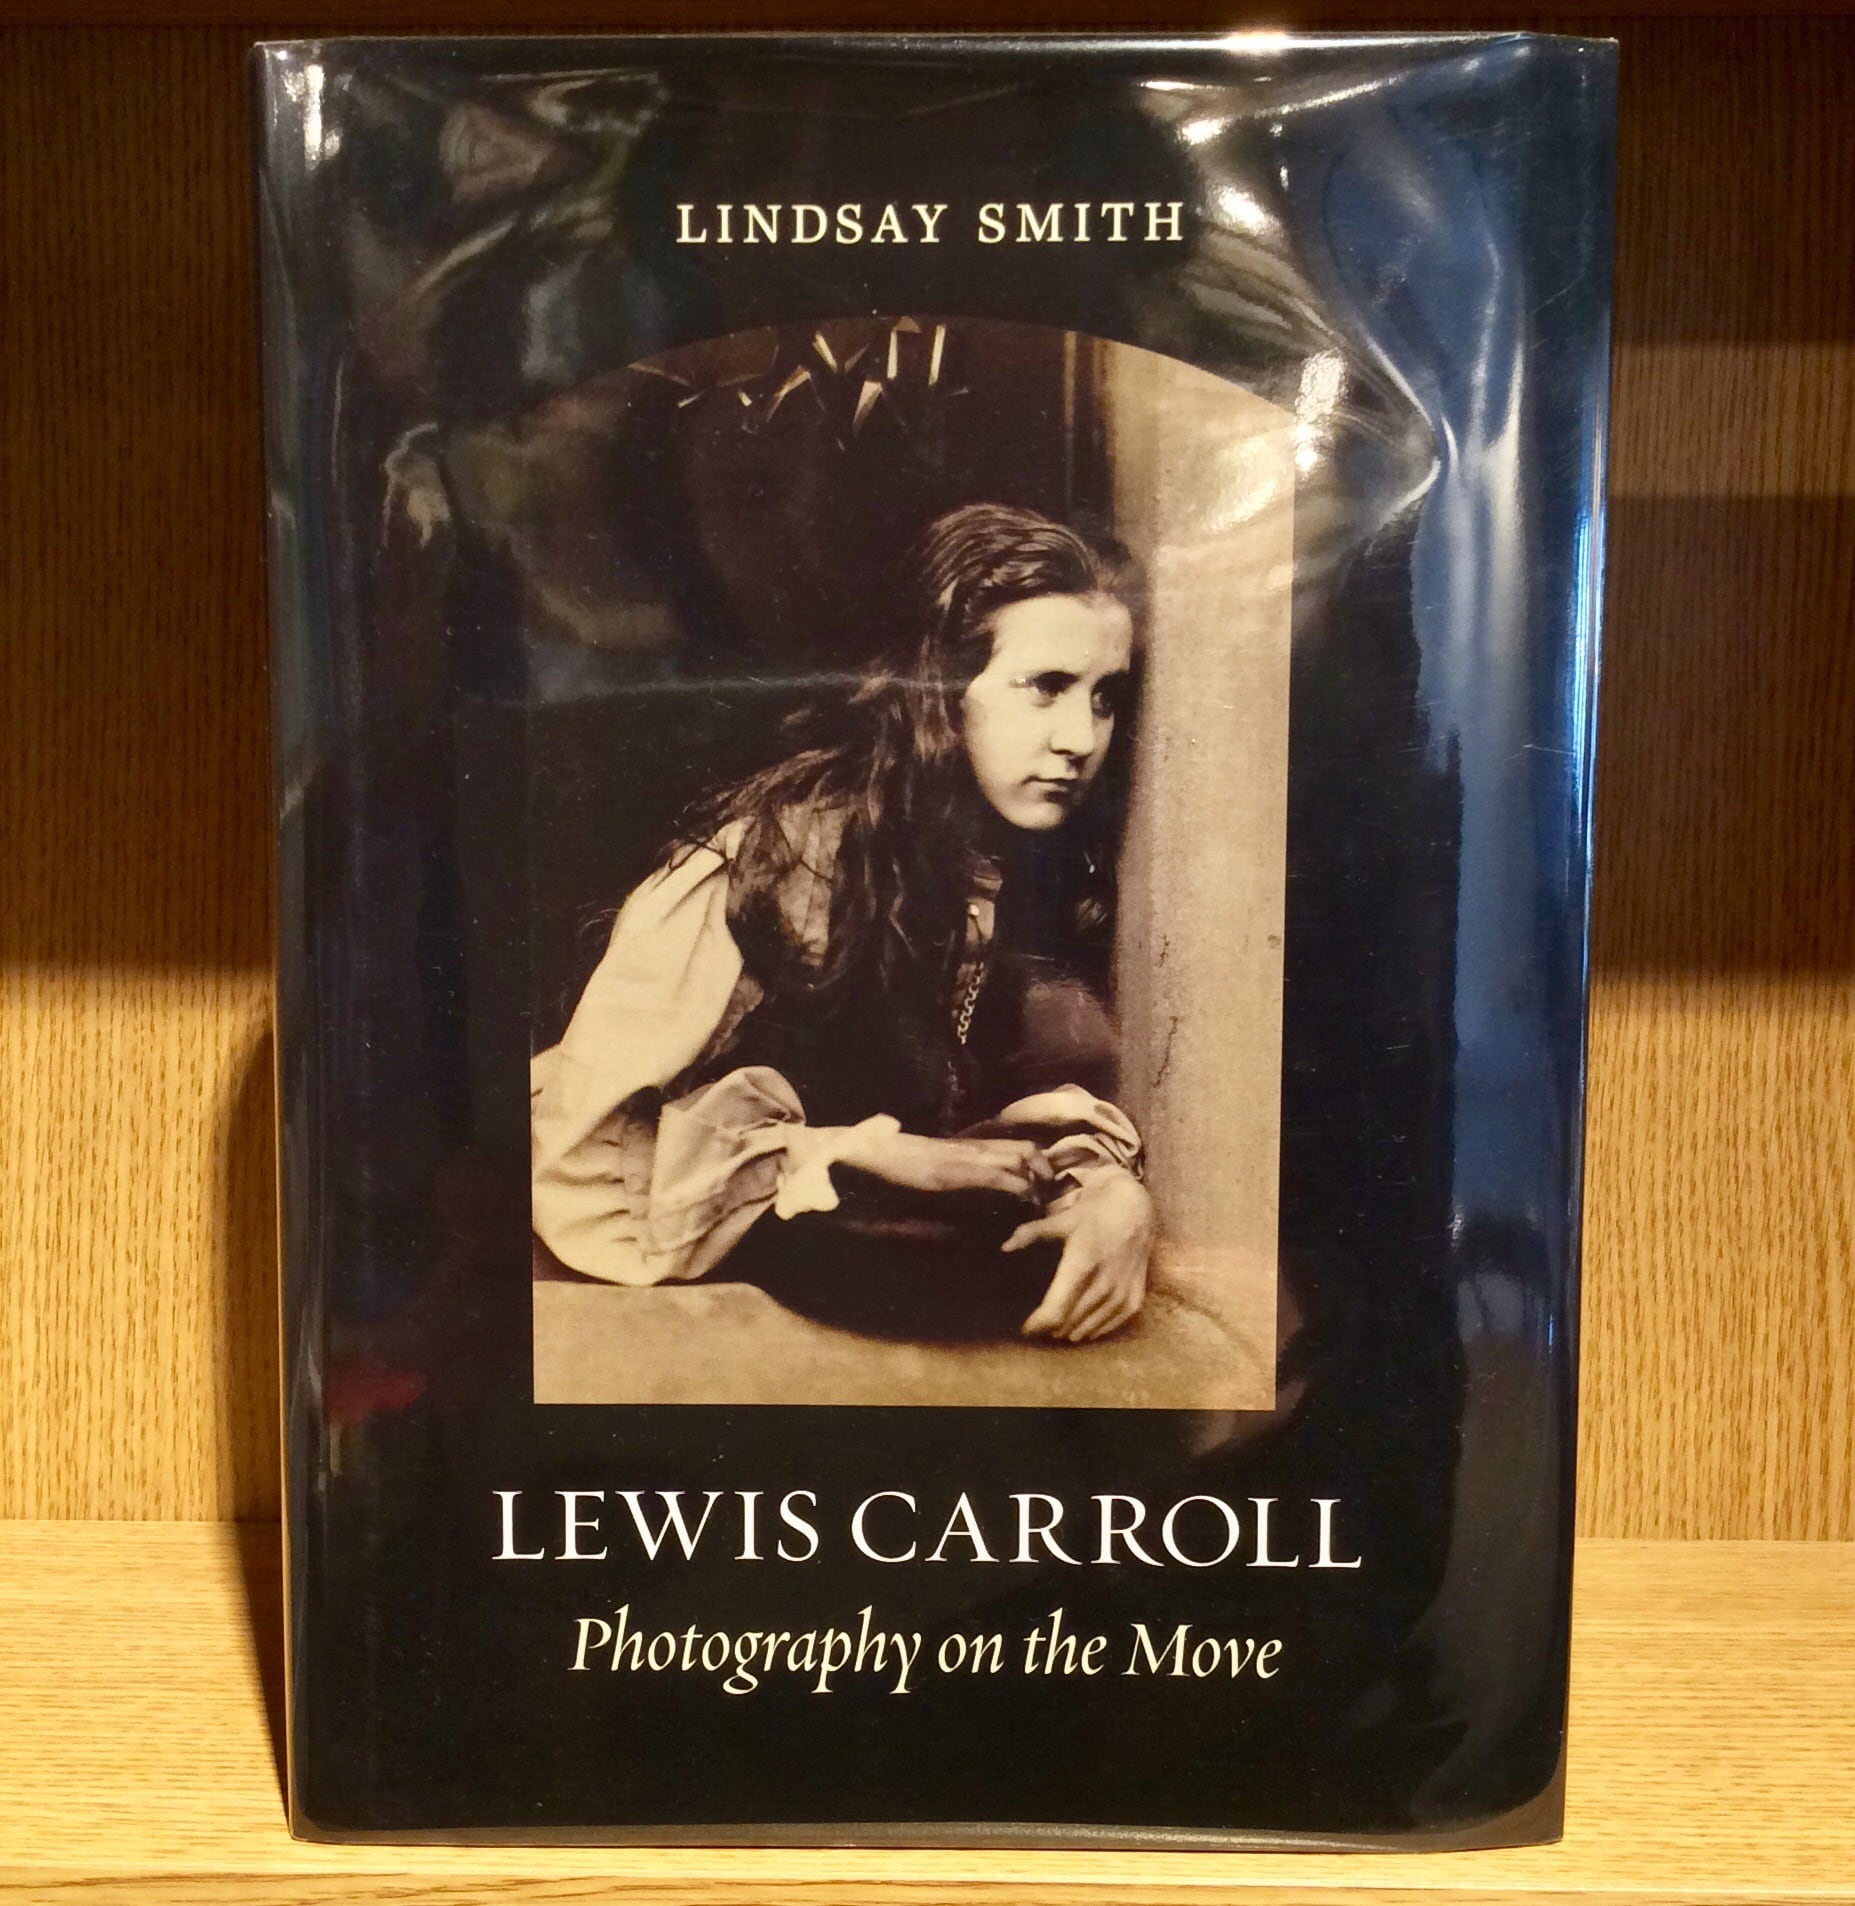 LINDSAY SMITH
LEWIS CARROLL
Photography on the Move